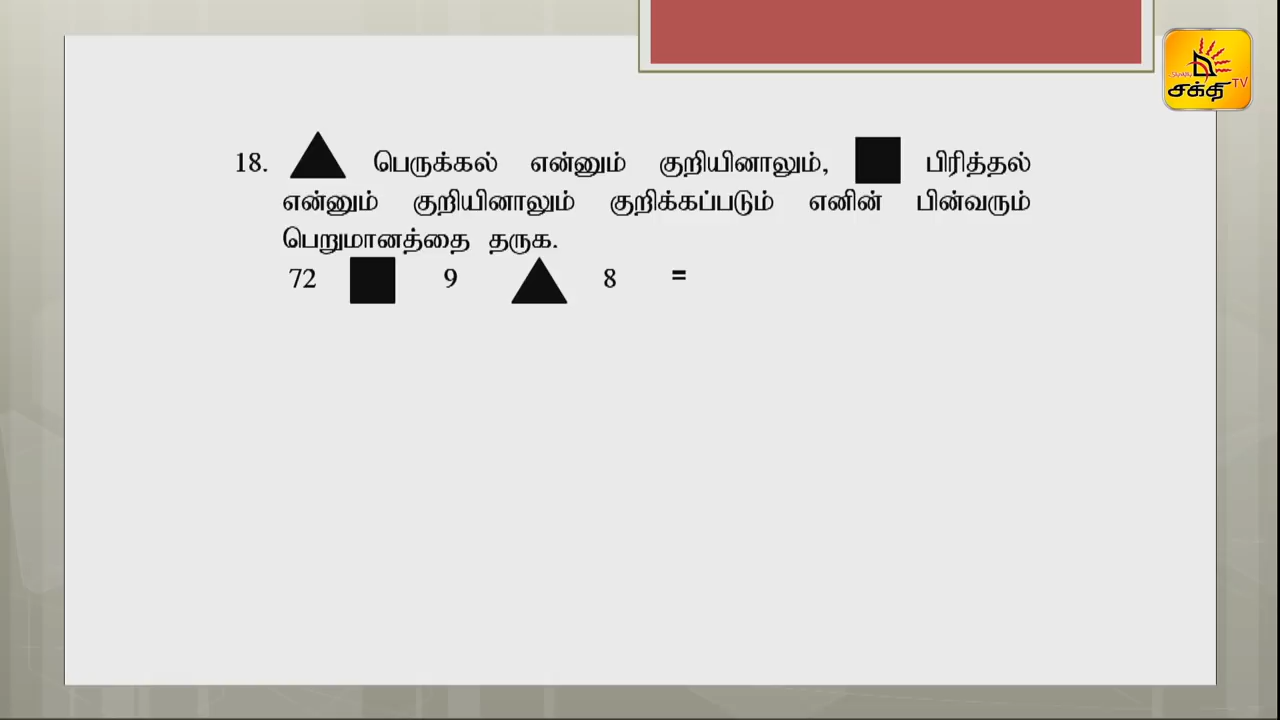 சக்தி TV
18. பெருக்கல் என்னும் குறியினாலும், பிரித்தல்
என்னும் குறியினாலும் குறிக்கப்படும் எனின் பின்வரும்
பெறுமானத்தை தருக.
72 9 8 =